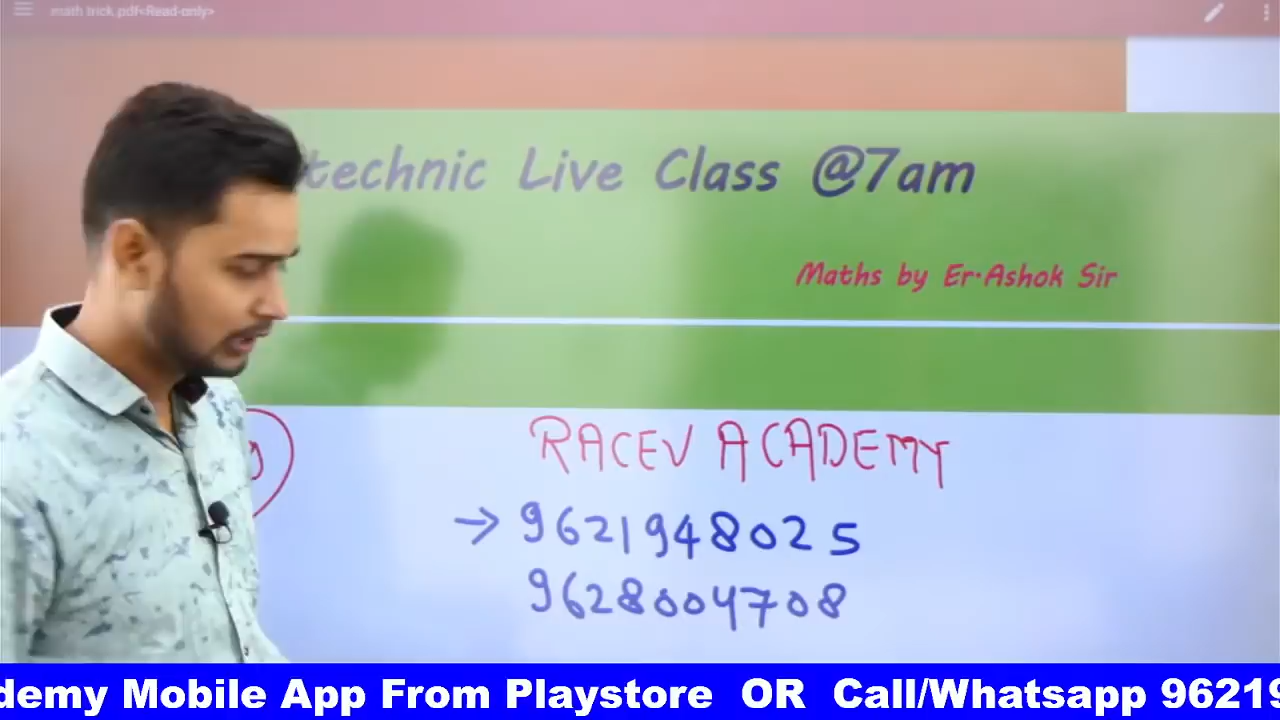 math trick.pdf<Read-only>
technic Live Class @7am
Maths by Er. Ashok Sir
RACEV ACADEMY
→ 9621948025
9628004708
demy Mobile App From Playstore OR Call/Whatsapp 9621